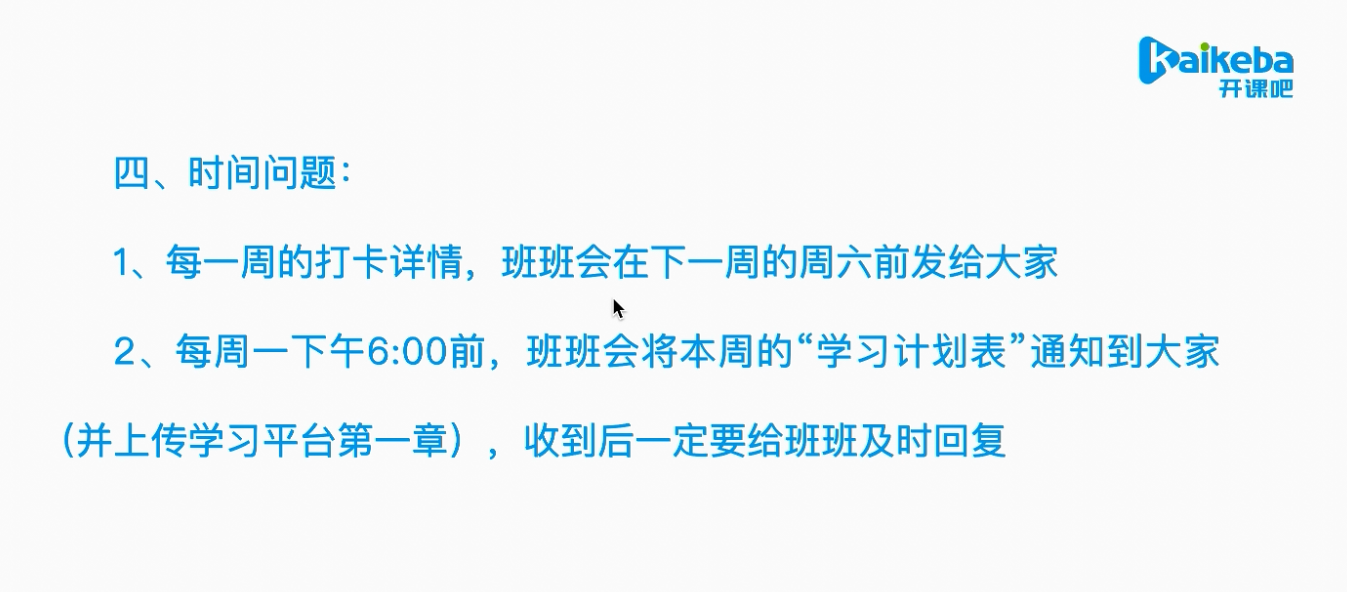 kaikeba
开课吧
四、时间问题：
1、每一周的打卡详情，班班会在下一周的周六前发给大家
2、每周一下午6:00前，班班会将本周的“学习计划表”通知到大家
（并上传学习平台第一章），收到后一定要给班班及时回复